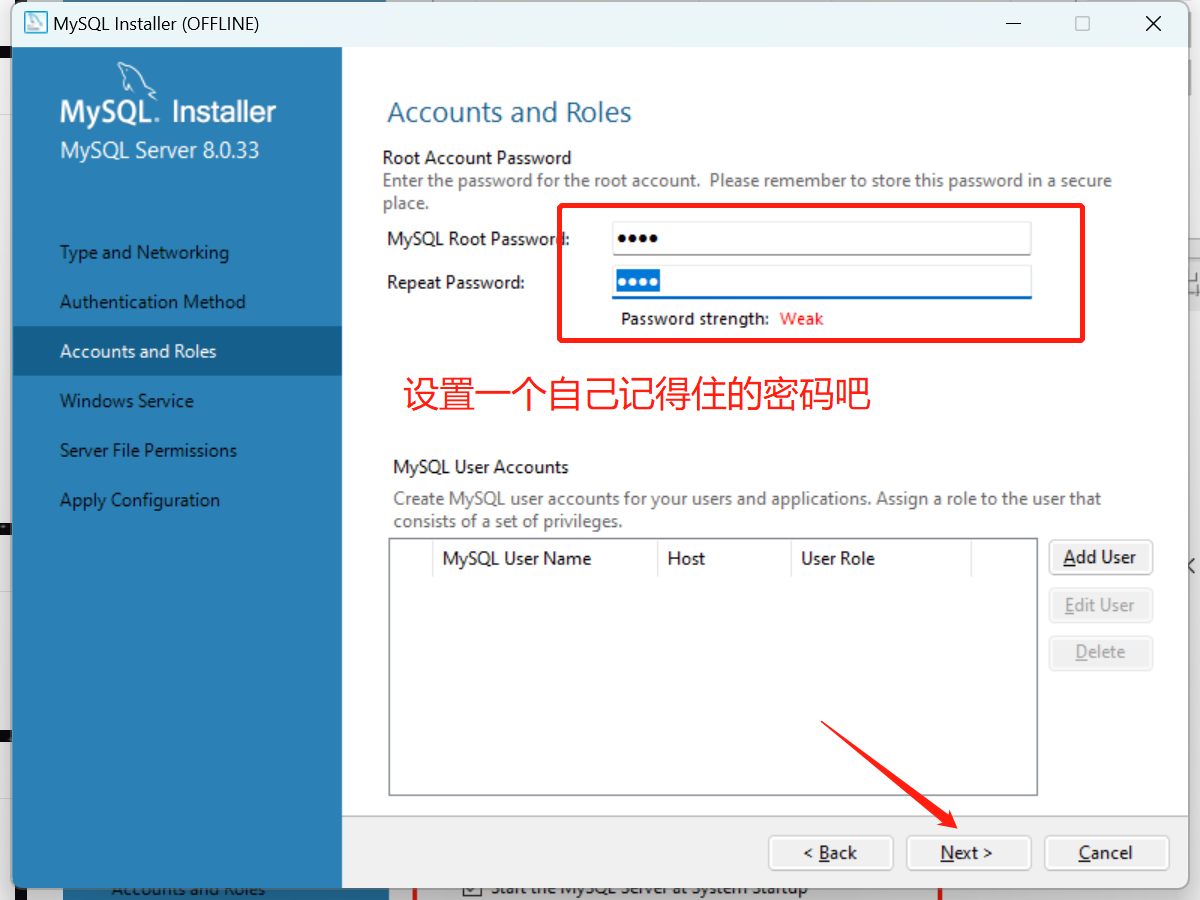 MySQL Installer (OFFLINE)
MySQL. Installer
MySQL Server 8.0.33
Type and Networking
Authentication Method
Accounts and Roles
Windows Service
Server File Permissions
Apply Configuration
Accounts and Roles
Root Account Password
Enter the password for the root account.  Please remember to store this password in a secure
place.
MySQL Root Password:
Repeat Password:
Password strength: Weak
设置一个自己记得住的密码吧
MySQL User Accounts
Create MySQL user accounts for your users and applications. Assign a role to the user that
consists of a set of privileges.
MySQL User Name Host User Role
Add User
Edit User
Delete
< Back Next > Cancel
Accounts and Roles
Start the MySQL Server at System Startup